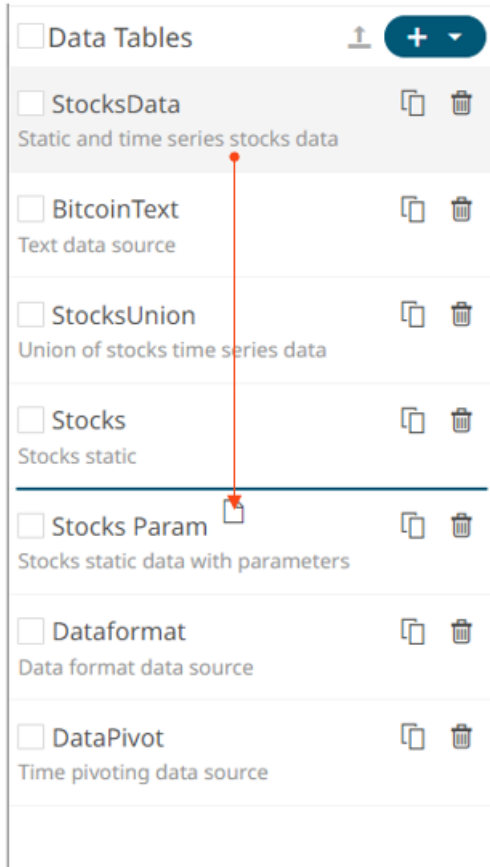 Data Tables
StocksData
Static and time series stocks data
BitcoinText
Text data source
StocksUnion
Union of stocks time series data
Stocks
Stocks static
Stocks Param
Stocks static data with parameters
Dataformat
Data format data source
DataPivot
Time pivoting data source